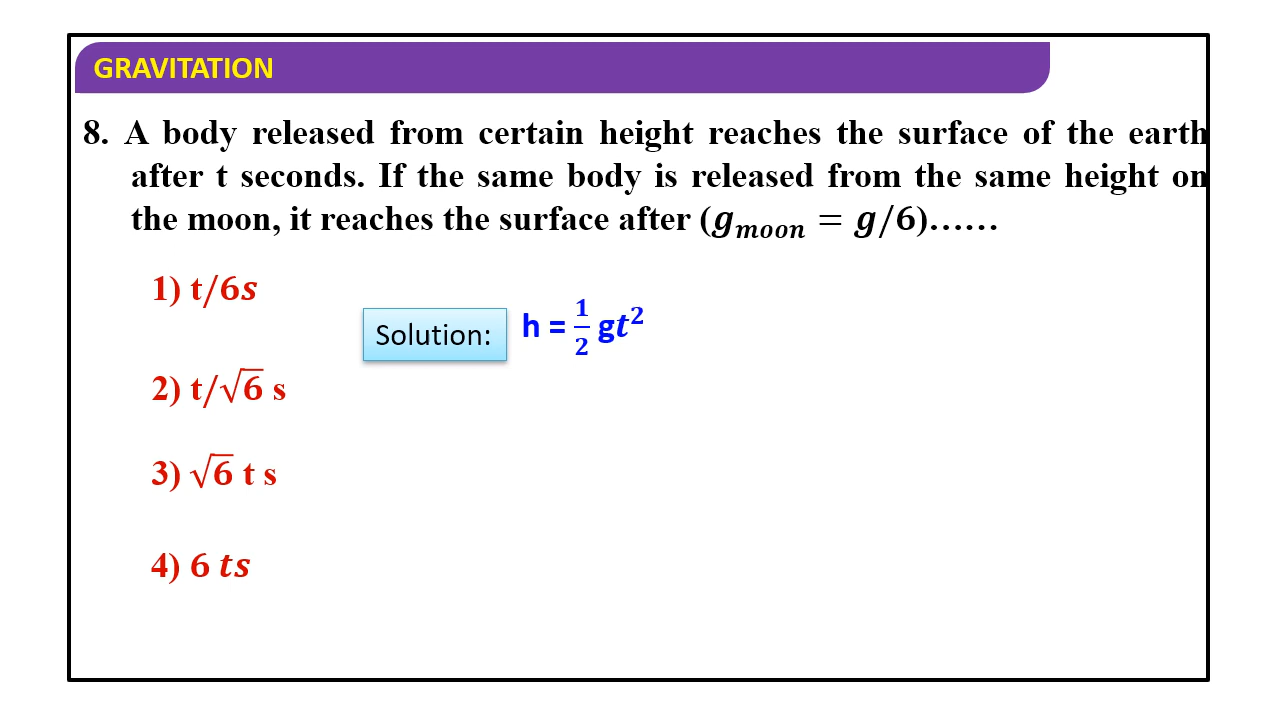 GRAVITATION
8. A body released from certain height reaches the surface of the earth
after t seconds. If the same body is released from the same height on
the moon, it reaches the surface after (𝒈𝒎𝒐𝒐𝒏 = 𝒈/6)……
1) t/6𝒔
Solution: h = 1/2 g𝒕²
2) t/√6 s
3) √6 t s
4) 6 𝒕𝒔